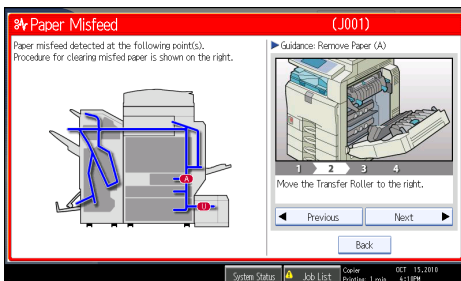 Paper Misfeed
(J001)
Paper misfeed detected at the following point(s).
Procedure for clearing misfed paper is shown on the right.
A
U
Guidance: Remove Paper (A)
1 2 3 4
Move the Transfer Roller to the right.
Previous
Next
Back
System Status
Job List
Copier
OCT 15,2010
Printing: 1 min
4:10PM